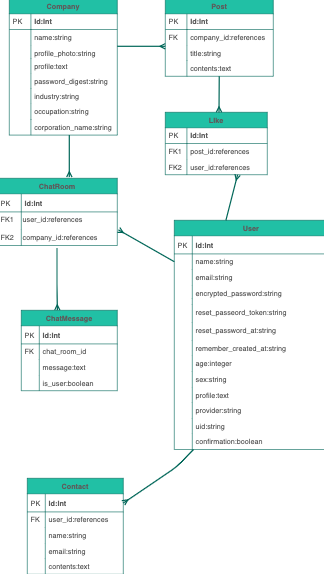 Company
PK Id:Int
name:string
profile_photo:string
profile:text
password_digest:string
industry:string
occupation:string
corporation_name:string
Post
PK Id:Int
FK company_id:references
title:string
contents:text
Like
PK Id:Int
FK1 post_id:references
FK2 user_id:references
ChatRoom
PK Id:Int
FK1 user_id:references
FK2 company_id:references
User
PK Id:Int
name:string
email:string
encrypted_password:string
reset_passeord_token:string
reset_password_at:string
remember_created_at:string
age:integer
sex:string
profile:text
provider:string
uid:string
confirmation:boolean
ChatMessage
PK Id:Int
FK chat_room_id
message:text
is_user:boolean
Contact
PK Id:Int
FK user_id:references
name:string
email:string
contents:text